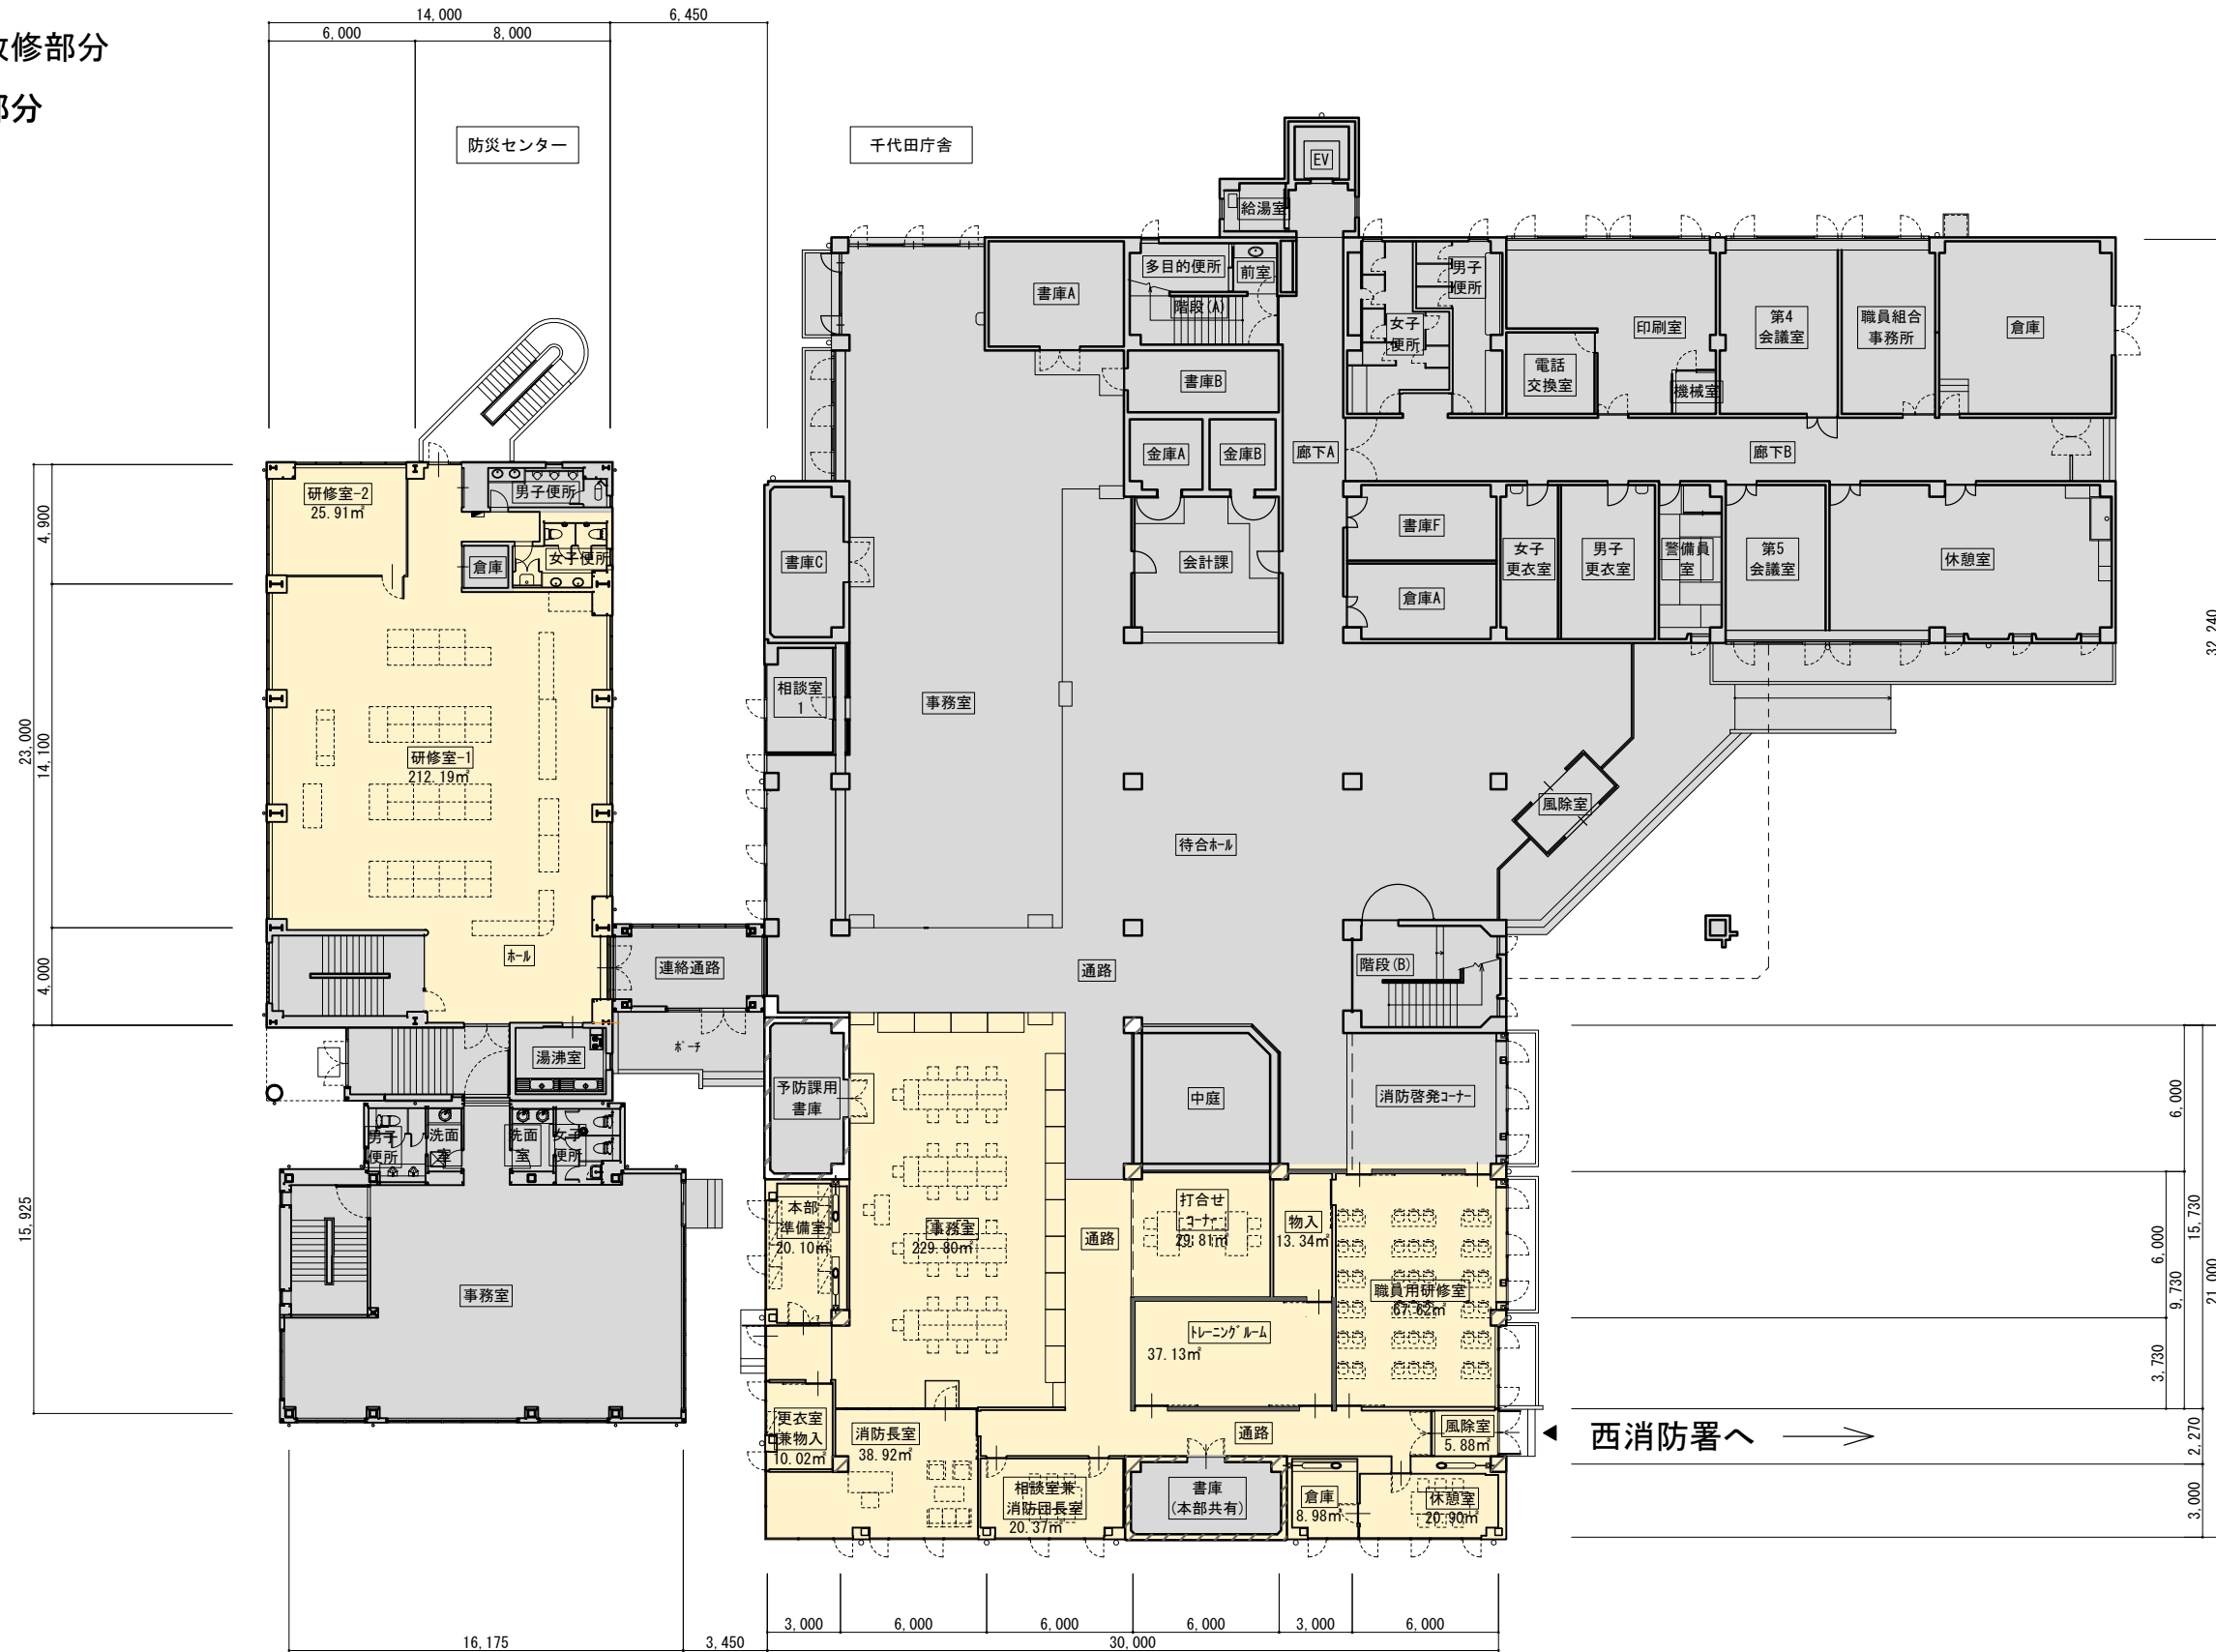 14,000
6,450
6,000
8,000
改修部分
部分
防災センター
千代田庁舎
EV
給湯室
書庫A
多目的便所
前室
階段(A)
男子
便所
女子
便所
印刷室
電話
交換室
機械室
第4
会議室
職員組合
事務所
倉庫
書庫B
金庫A
金庫B
廊下A
廊下B
研修室-2
25.91㎡
男子便所
倉庫
女子便所
書庫C
会計課
書庫F
倉庫A
女子
更衣室
男子
更衣室
警備員
室
第5
会議室
休憩室
4,900
23,000
14,100
4,000
15,925
32,240
相談室
1
事務室
研修室-1
212.19㎡
風除室
待合ホール
ホール
連絡通路
通路
階段(B)
湯沸室
ポーチ
予防課用
書庫
中庭
消防啓発コーナー
男子
便所
洗面
室
洗面
室
女子
便所
本部
準備室
20.10㎡
事務室
229.80㎡
通路
打合せ
コーナー
29.81㎡
物入
13.34㎡
職員用研修室
67.62㎡
事務室
トレーニングルーム
37.13㎡
更衣室
兼物入
10.02㎡
消防長室
38.92㎡
通路
風除室
5.88㎡
西消防署へ
相談室兼
消防団長室
20.37㎡
書庫
(本部共有)
倉庫
8.98㎡
休憩室
20.90㎡
6,000
15,730
6,000
9,730
21,000
3,730
2,270
3,000
3,000
6,000
6,000
6,000
3,000
6,000
16,175
3,450
30,000